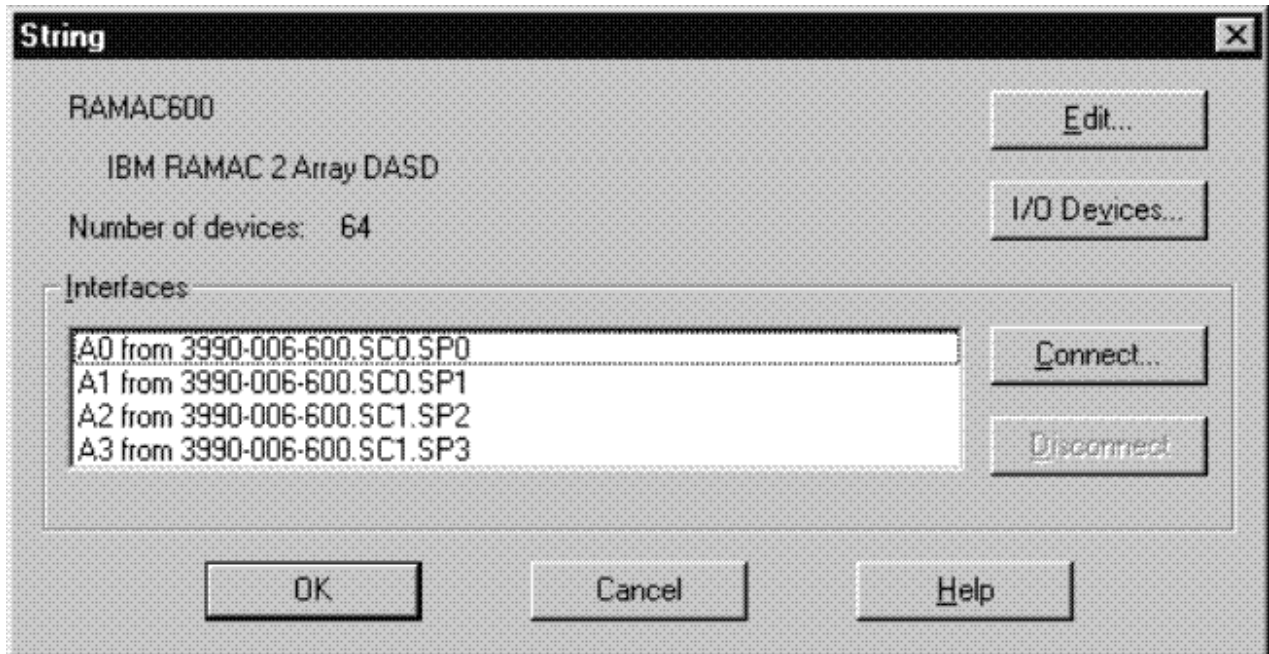 String
RAMAC600
Edit...
IBM RAMAC 2 Array DASD
I/O Devices...
Number of devices: 64
Interfaces
A0 from 3990-006-600.SC0.SP0
A1 from 3990-006-600.SC0.SP1
A2 from 3990-006-600.SC1.SP2
A3 from 3990-006-600.SC1.SP3
Connect...
Disconnect
OK
Cancel
Help